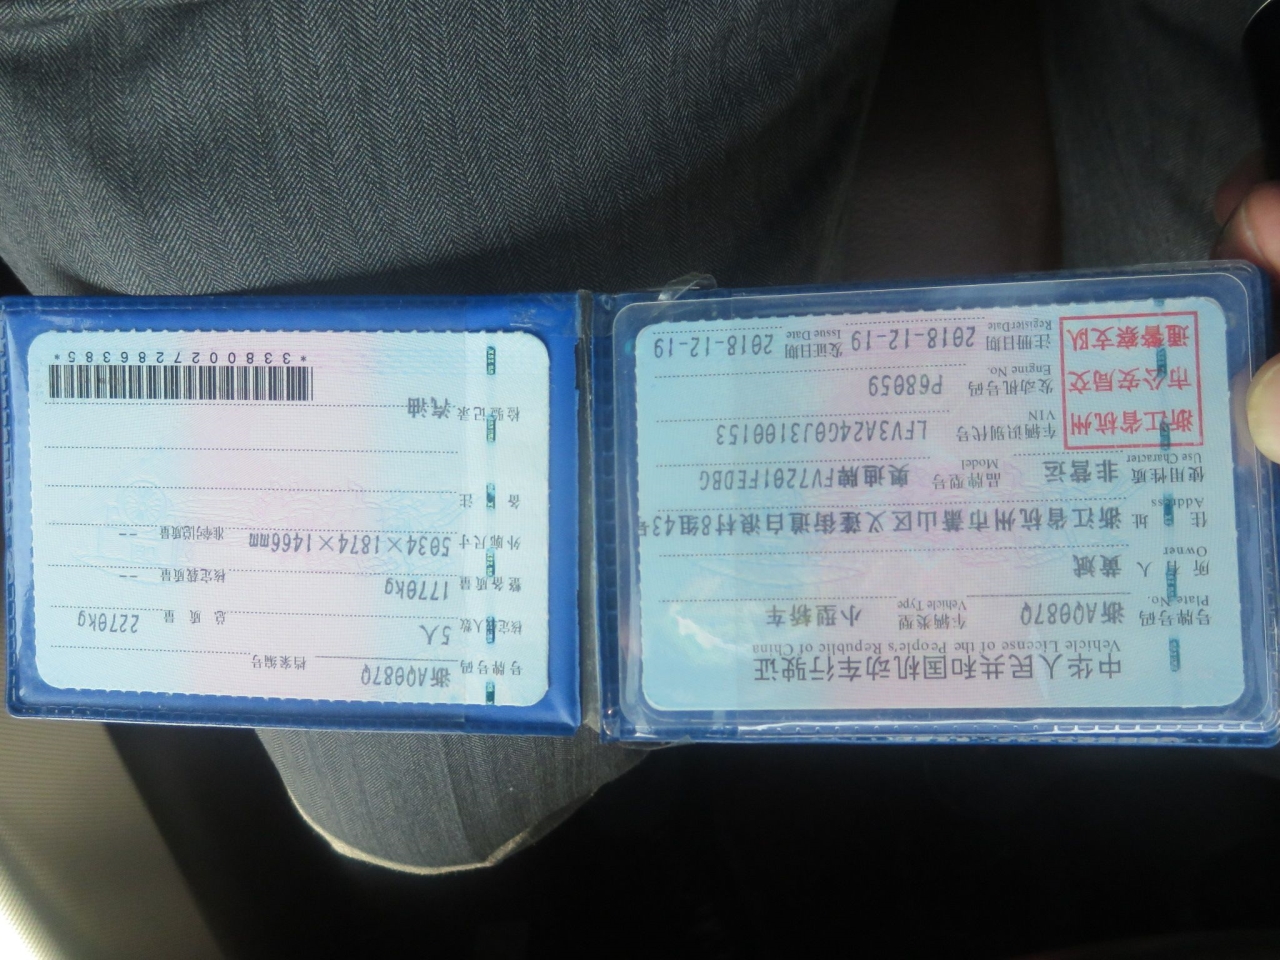 中华人民共和国机动车行驶证
Vehicle License of the People's Republic of China
号牌号码 浙AQ087Q 车辆类型 小型轿车
Plate No. Vehicle Type
所有人 黄斌
Owner
住址 浙江省杭州市萧山区义蓬街道白浪村8组43号
Address
使用性质 非营运 品牌型号 奥迪牌FV7201FEDBG
Use Character Model
浙江省杭州
市公安局交
通警察支队
车辆识别代号 LFV3A24G0J3100153
VIN
发动机号码 P68059
Engine No.
注册日期 2018-12-19 发证日期 2018-12-19
Register Date Issue Date
号牌号码 浙AQ087Q 档案编号
核定人数 5人 总质量 2270kg
整备质量 1770kg 核定载质量 --
外廓尺寸 5034×1874×1466mm 准牵总质量 --
备注
检验记录 汽油
*3380027286385*